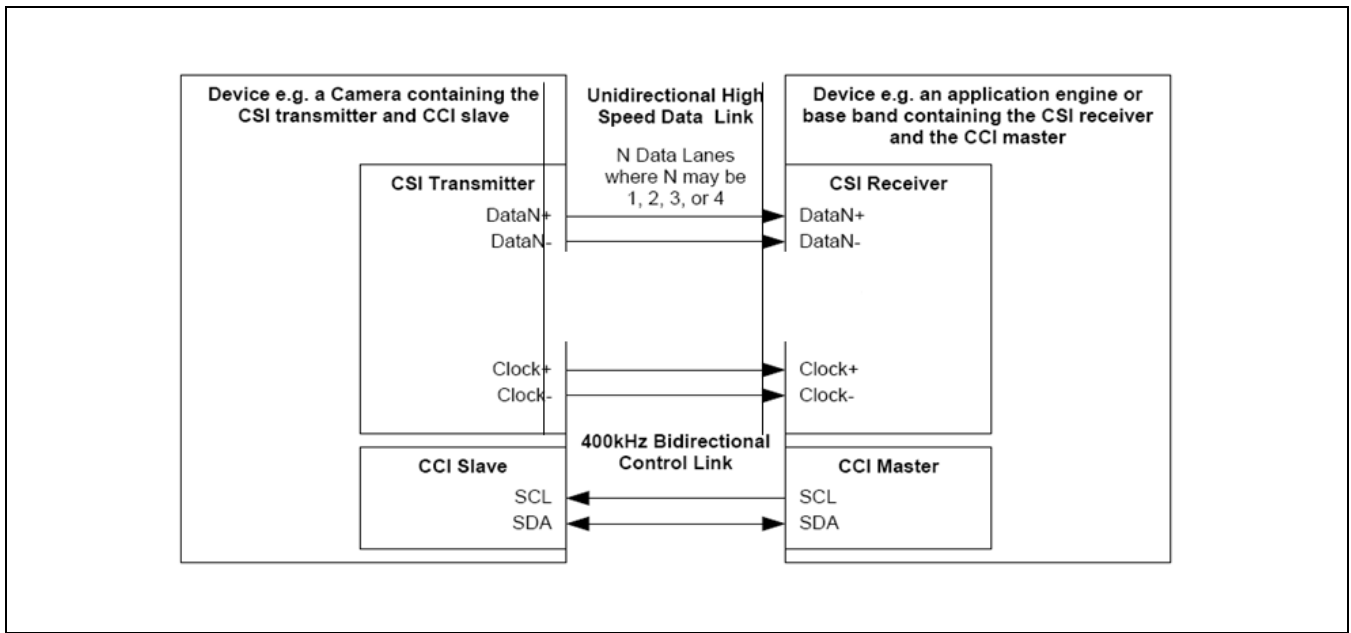 Device e.g. a Camera containing the
CSI transmitter and CCI slave
Unidirectional High
Speed Data Link
N Data Lanes
where N may be
1, 2, 3, or 4
Device e.g. an application engine or
base band containing the CSI receiver
and the CCI master
CSI Transmitter
DataN+
DataN-
Clock+
Clock-
CSI Receiver
DataN+
DataN-
Clock+
Clock-
400kHz Bidirectional
Control Link
CCI Slave
SCL
SDA
CCI Master
SCL
SDA